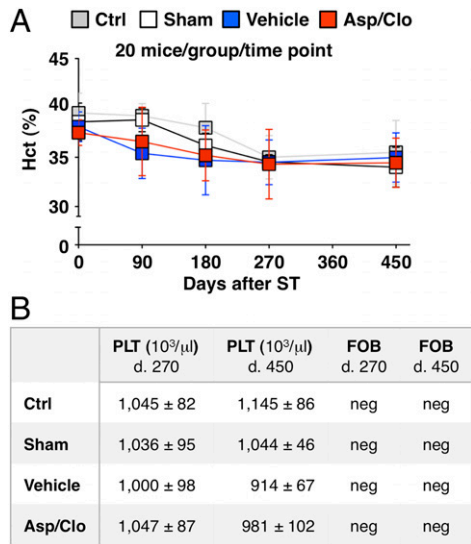 A
Ctrl Sham Vehicle Asp/Clo
20 mice/group/time point
Hct (%)
45
40
35
30
0
0 90 180 270 360 450
Days after ST
B
PLT (10³/µl) d. 270 PLT (10³/µl) d. 450 FOB d. 270 FOB d. 450
Ctrl 1,045 ± 82 1,145 ± 86 neg neg
Sham 1,036 ± 95 1,044 ± 46 neg neg
Vehicle 1,000 ± 98 914 ± 67 neg neg
Asp/Clo 1,047 ± 87 981 ± 102 neg neg